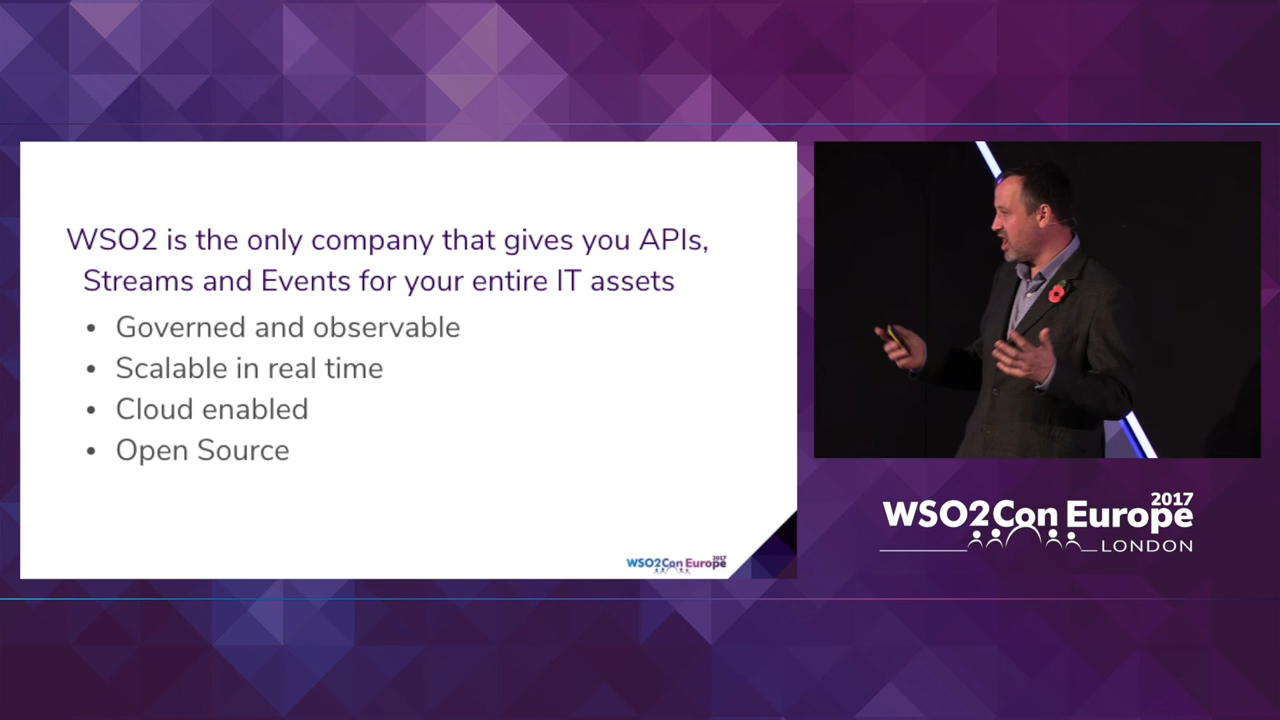 WSO2 is the only company that gives you APIs,
Streams and Events for your entire IT assets
• Governed and observable
• Scalable in real time
• Cloud enabled
• Open Source
WSO2Con Europe 2017
WSO2Con Europe 2017
LONDON